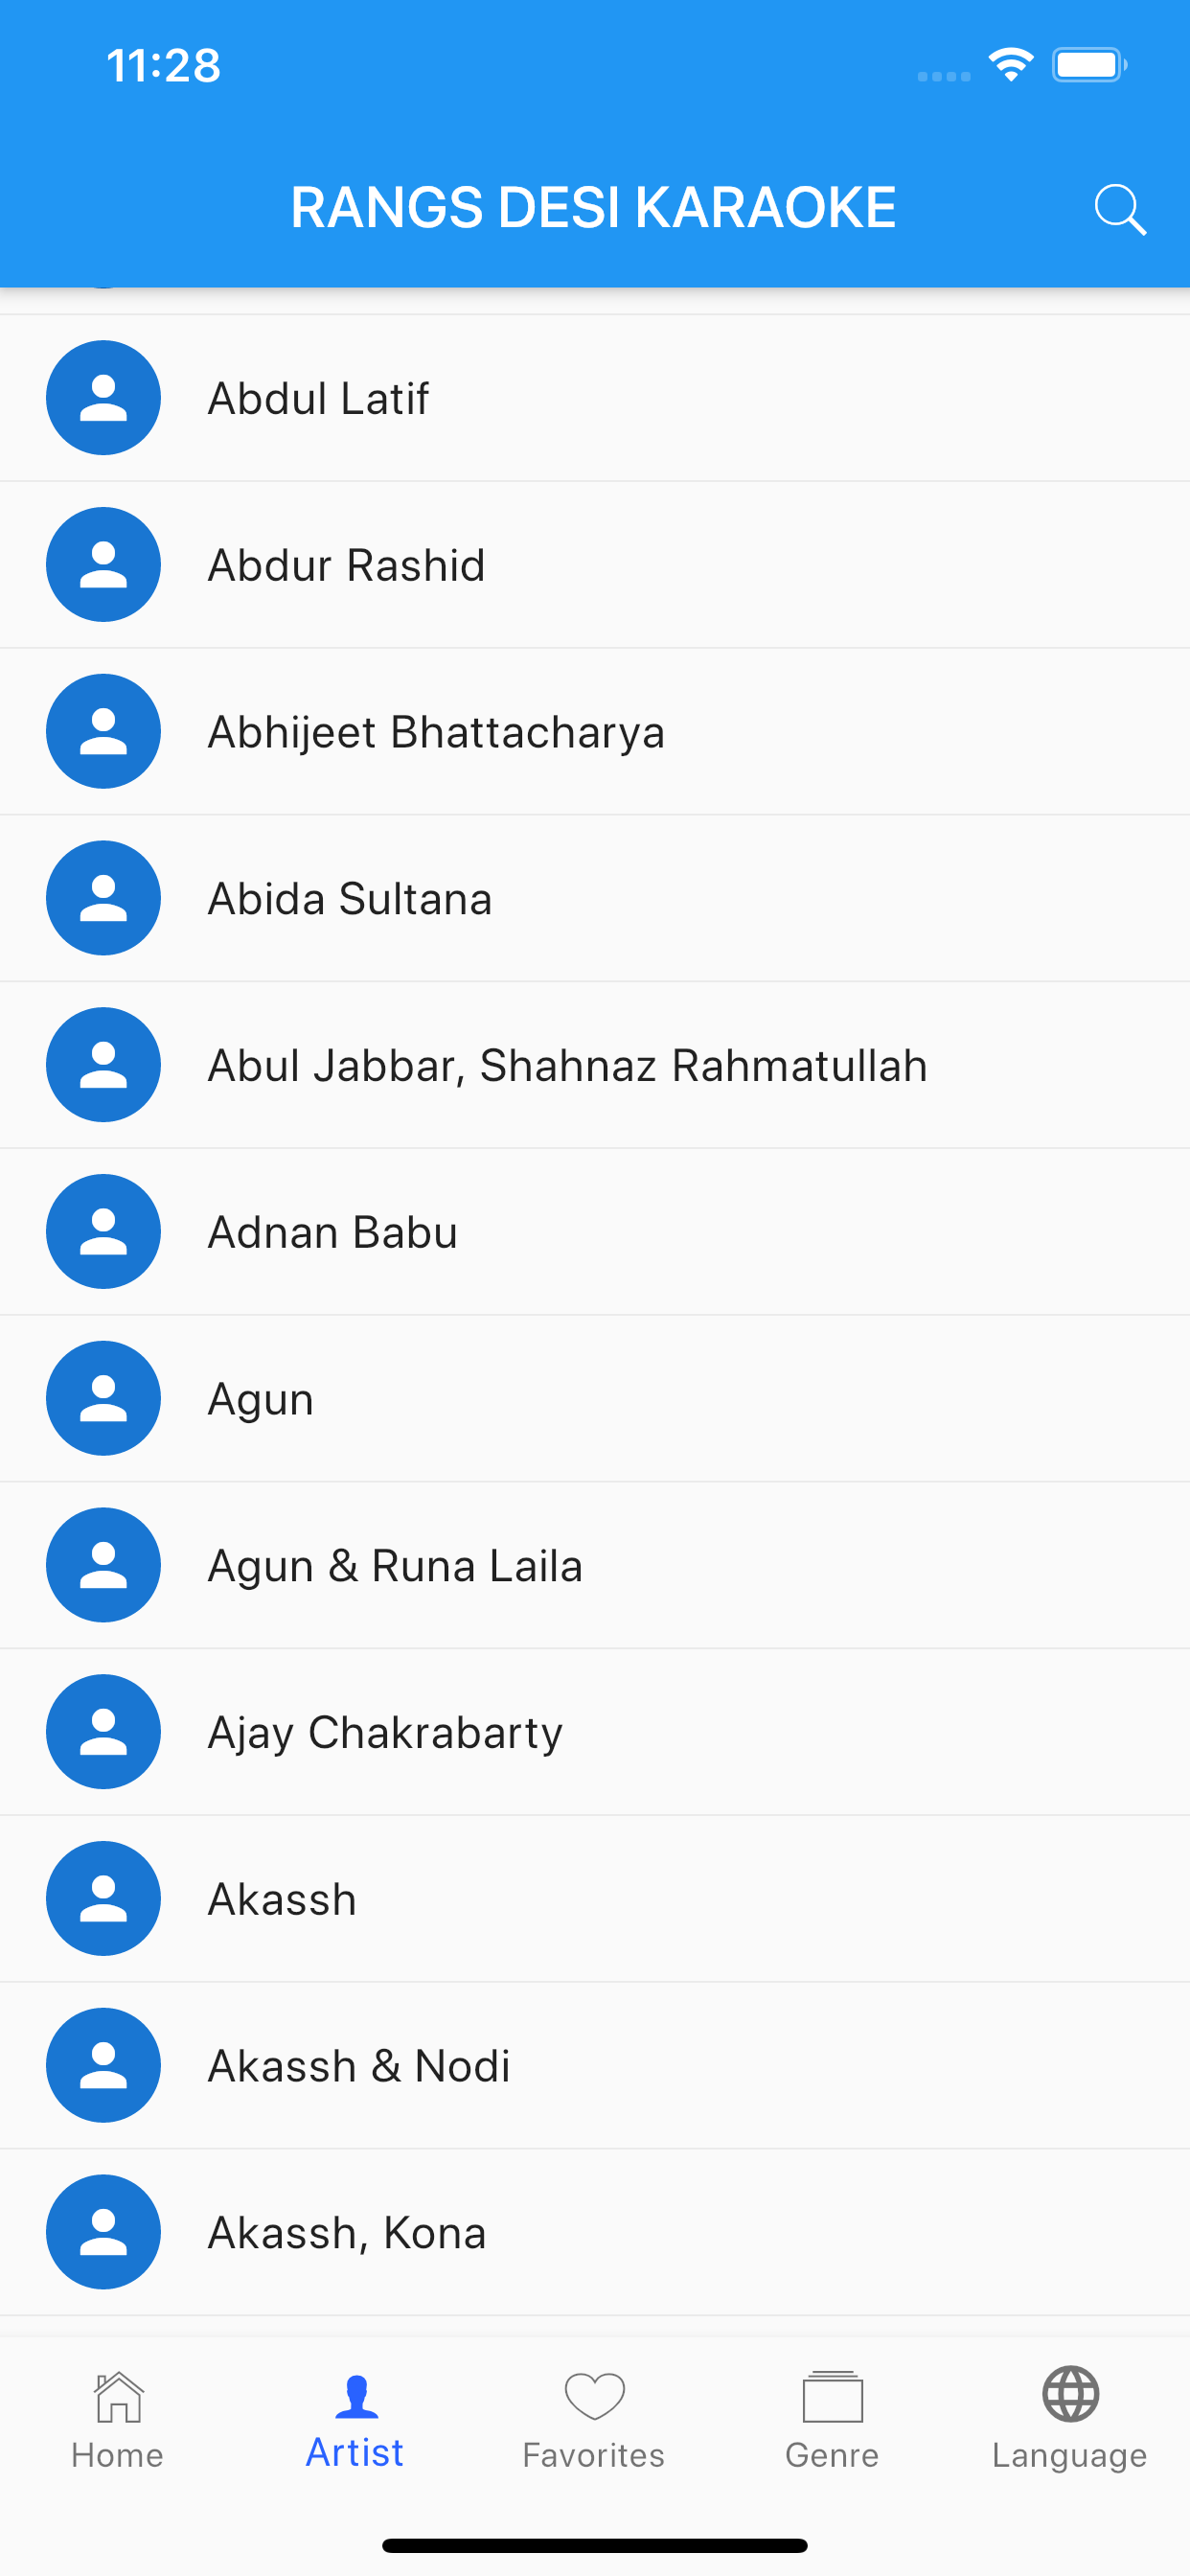 11:28
RANGS DESI KARAOKE
Abdul Latif
Abdur Rashid
Abhijeet Bhattacharya
Abida Sultana
Abul Jabbar, Shahnaz Rahmatullah
Adnan Babu
Agun
Agun & Runa Laila
Ajay Chakrabarty
Akassh
Akassh & Nodi
Akassh, Kona
Home Artist Favorites Genre Language